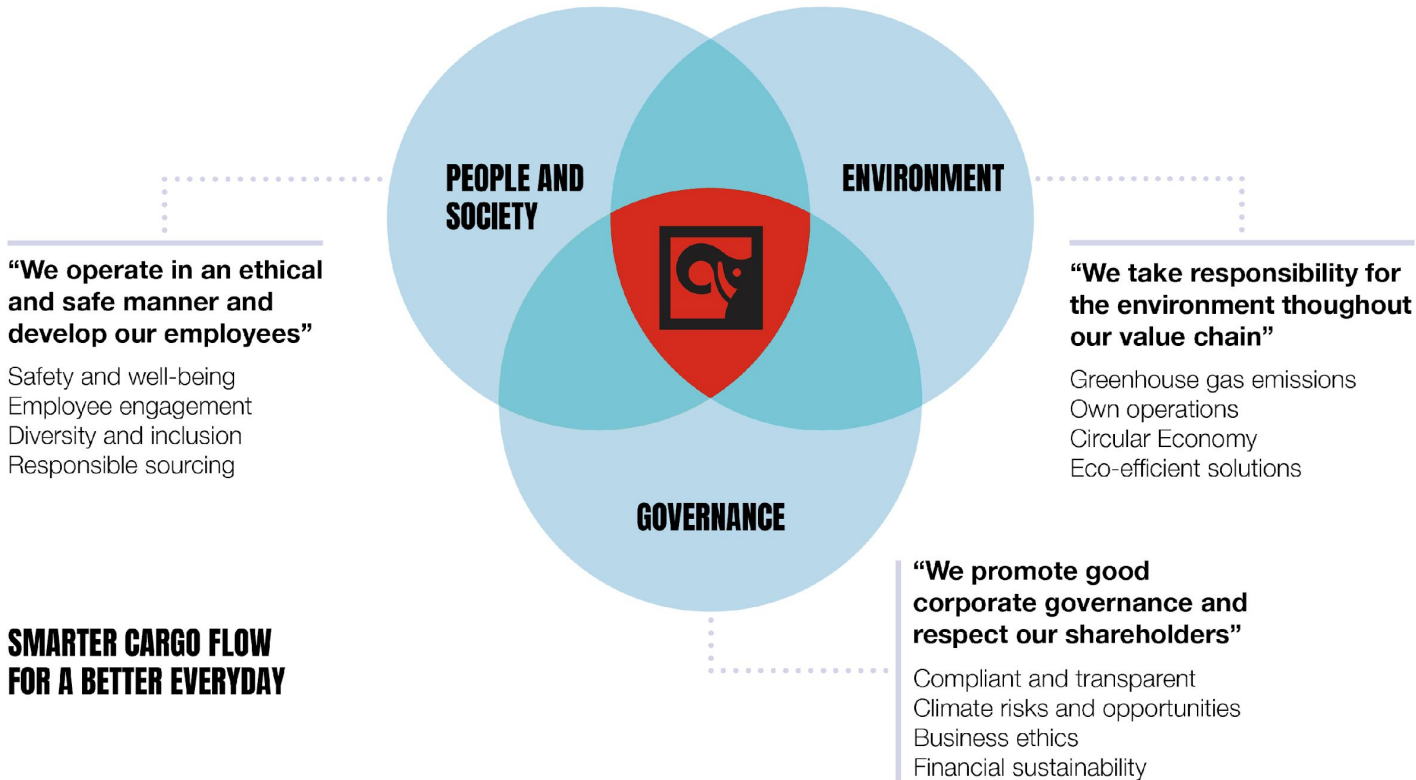 PEOPLE AND
SOCIETY
ENVIRONMENT
GOVERNANCE
“We operate in an ethical
and safe manner and
develop our employees”
Safety and well-being
Employee engagement
Diversity and inclusion
Responsible sourcing
“We take responsibility for
the environment thoughout
our value chain”
Greenhouse gas emissions
Own operations
Circular Economy
Eco-efficient solutions
“We promote good
corporate governance and
respect our shareholders”
Compliant and transparent
Climate risks and opportunities
Business ethics
Financial sustainability
SMARTER CARGO FLOW
FOR A BETTER EVERYDAY